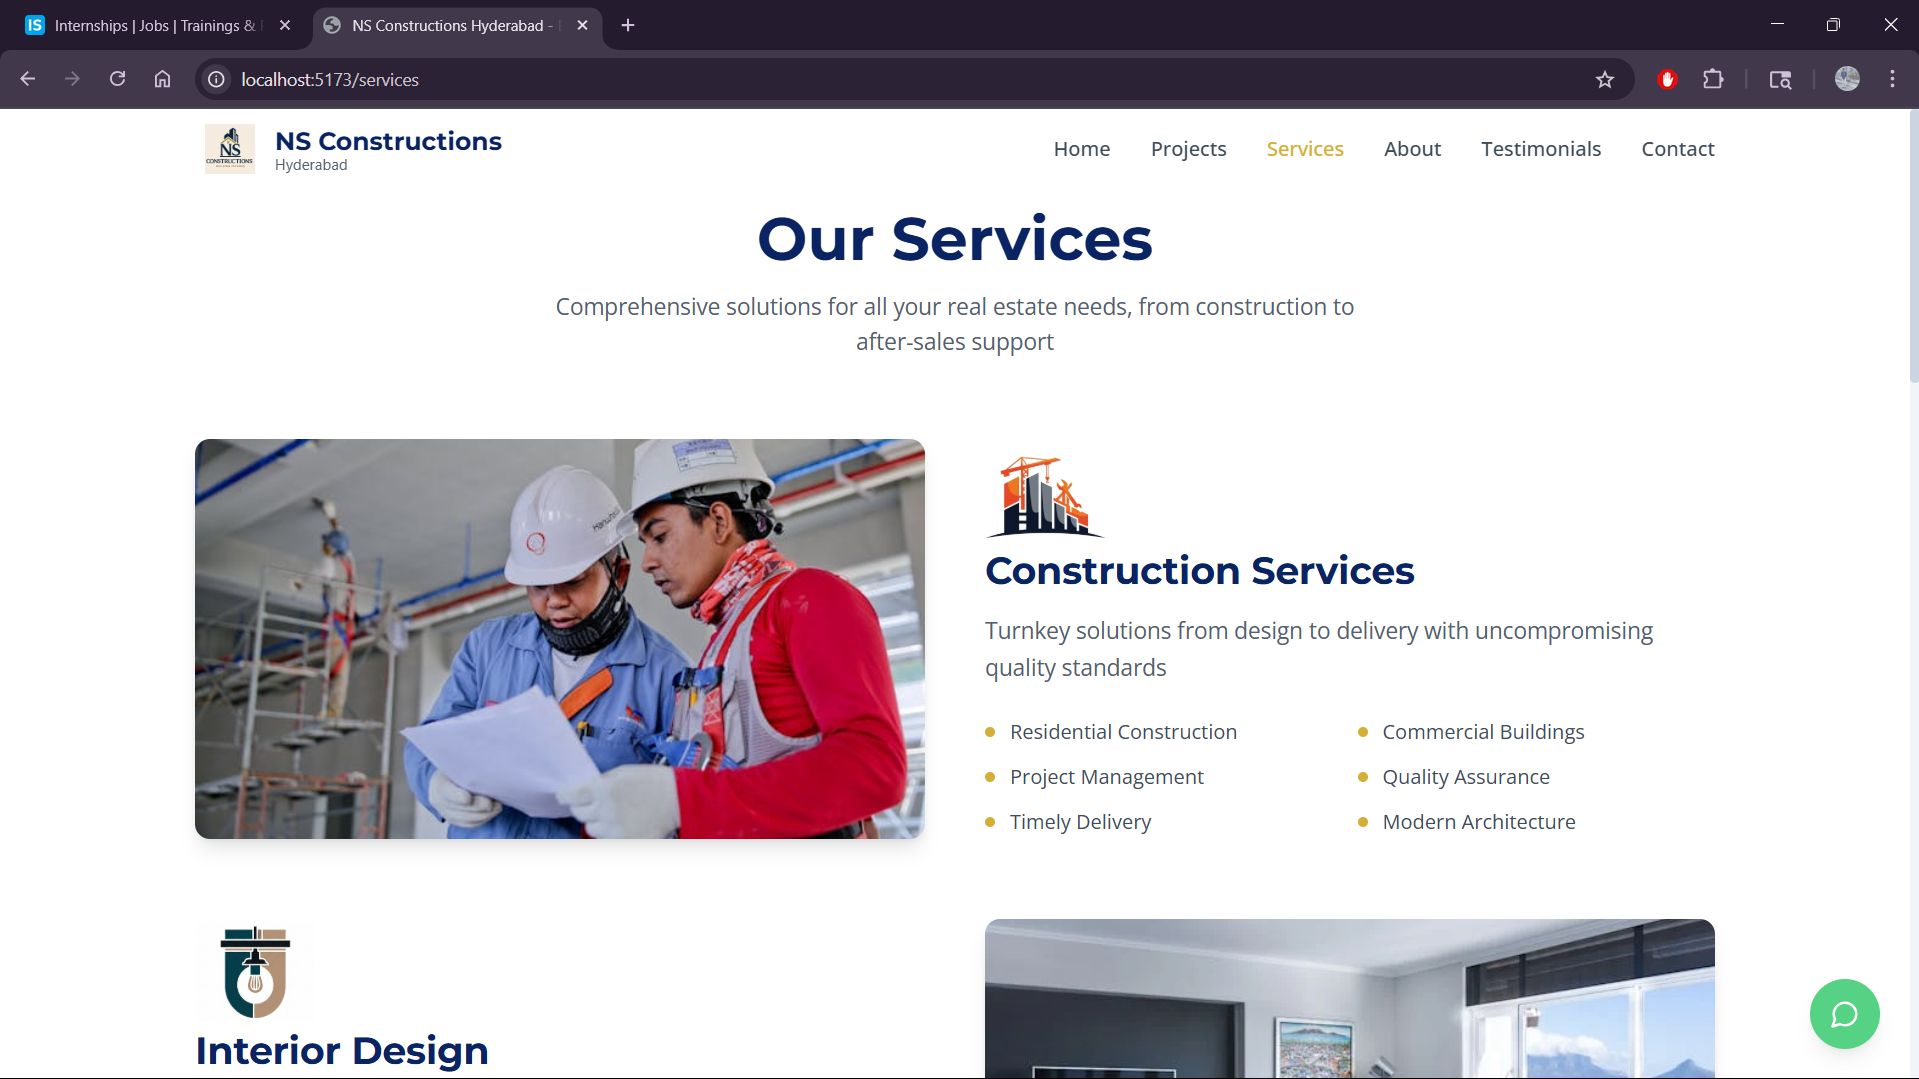 IS Internships | Jobs | Trainings &
NS Constructions Hyderabad -
localhost:5173/services
NS
CONSTRUCTIONS
NS Constructions
Hyderabad
Home Projects Services About Testimonials Contact
Our Services
Comprehensive solutions for all your real estate needs, from construction to
after-sales support
Construction Services
Turnkey solutions from design to delivery with uncompromising
quality standards
Residential Construction Commercial Buildings
Project Management Quality Assurance
Timely Delivery Modern Architecture
Interior Design